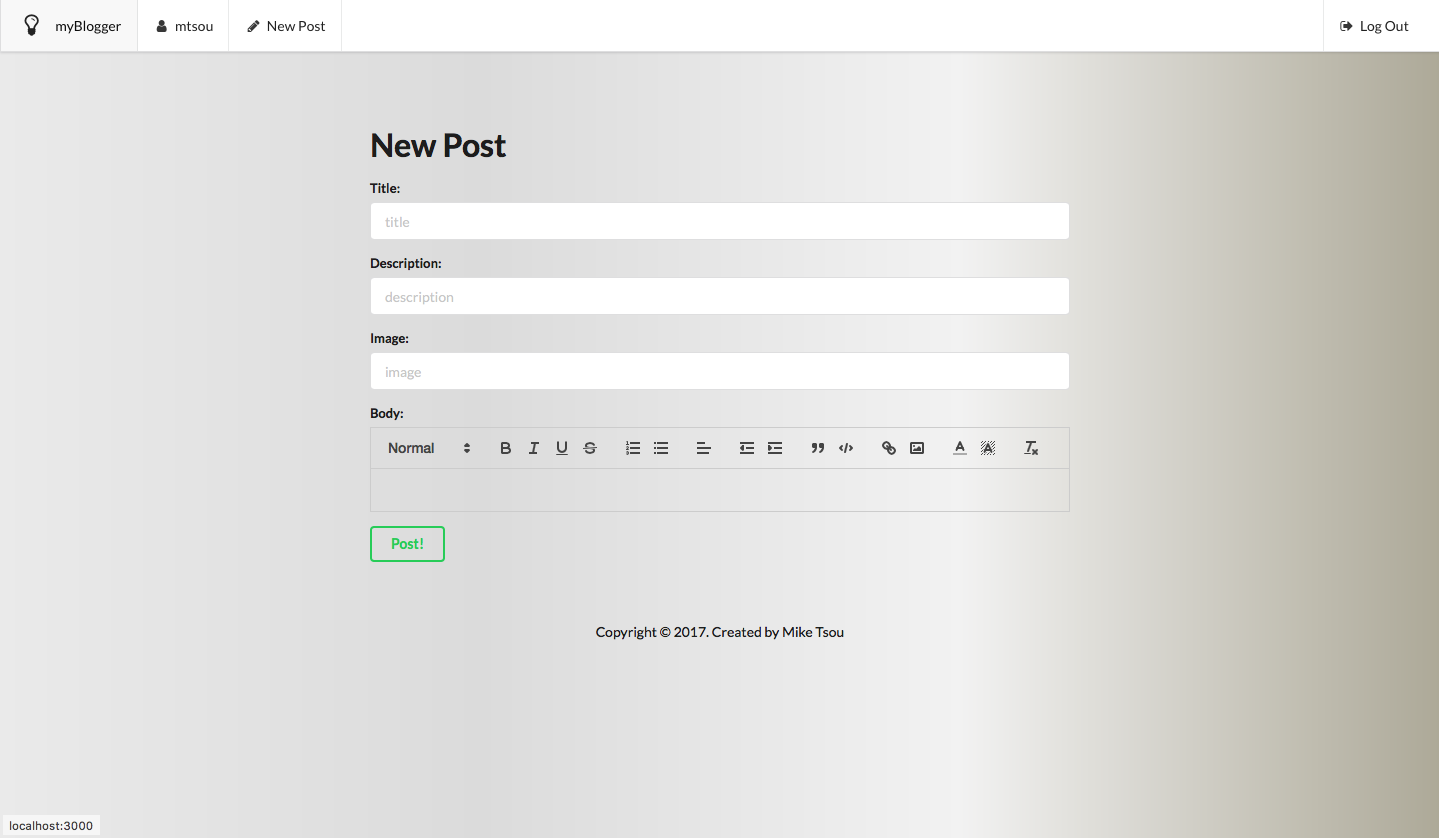 myBlogger mtsou New Post Log Out
New Post
Title:
title
Description:
description
Image:
image
Body:
Normal
Post!
Copyright © 2017. Created by Mike Tsou
localhost:3000